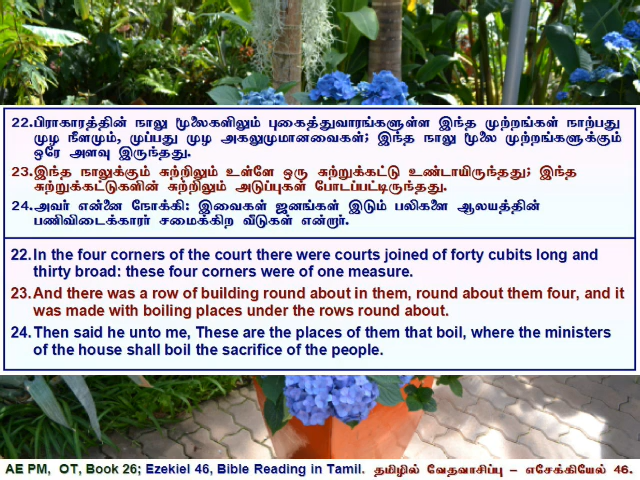 22.பிராகாரத்தின் நாலு மூலைகளிலும் புகைத்துவாரங்களுள்ள இந்த முற்றங்கள் நாற்பது
முழ நீளமும், முப்பது முழ அகலமுமானவைகள்; இந்த நாலு மூலை முற்றங்களுக்கும்
ஒரே அளவு இருந்தது.
23.இந்த நாலுக்கும் சுற்றிலும் உள்ளே ஒரு சுற்றுக்கட்டு உண்டாயிருந்தது; இந்த
சுற்றுக்கட்டுகளின் சுற்றிலும் அடுப்புகள் போடப்பட்டிருந்தது.
24.அவர் என்னை நோக்கி: இவைகள் ஜனங்கள் இடும் பலிகளை ஆலயத்தின்
பணிவிடைக்காரர் சமைக்கிற வீடுகள் என்றார்.
22.In the four corners of the court there were courts joined of forty cubits long and
thirty broad: these four corners were of one measure.
23.And there was a row of building round about in them, round about them four, and it
was made with boiling places under the rows round about.
24.Then said he unto me, These are the places of them that boil, where the ministers
of the house shall boil the sacrifice of the people.
AE PM, OT, Book 26; Ezekiel 46, Bible Reading in Tamil. தமிழில் வேதவாசிப்பு – எசேக்கியேல் 46.